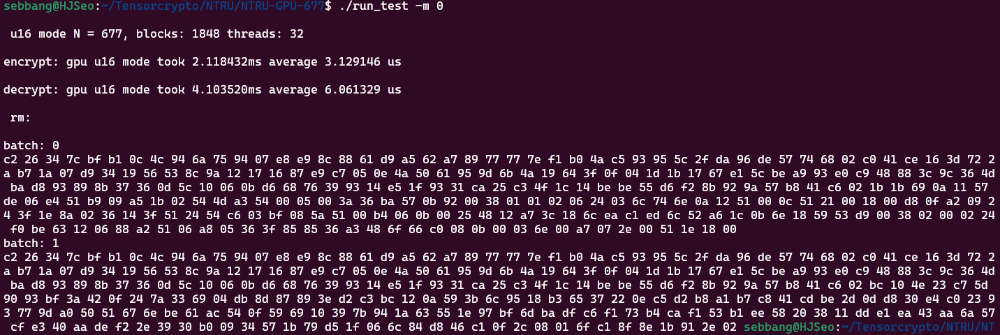 sebbang@HJSeo:~/Tensorcrypto/NTRU/NTRU-GPU-677$ ./run_test -m 0
u16 mode N = 677, blocks: 1848 threads: 32
encrypt: gpu u16 mode took 2.118432ms average 3.129146 us
decrypt: gpu u16 mode took 4.103520ms average 6.061329 us
rm:
batch: 0
c2 26 34 7c bf b1 0c 4c 94 6a 75 94 07 e8 e9 8c 88 61 d9 a5 62 a7 89 77 77 7e f1 b0 4a c5 93 95 5c 2f da 96 de 57 74 68 02 c0 41 ce 16 3d 72 2
a b7 1a 07 d9 34 19 56 53 8c 9a 12 17 16 87 e9 c7 05 0e 4a 50 61 95 9d 6b 4a 19 64 3f 0f 04 1d 1b 17 67 e1 5c be a9 93 e0 c9 48 88 3c 9c 36 4d
ba d8 93 89 8b 37 36 0d 5c 10 06 0b d6 68 76 39 93 14 e5 1f 93 31 ca 25 c3 4f 1c 14 be be 55 d6 f2 8b 92 9a 57 b8 41 c6 02 1b 1b 69 0a 11 57
de 06 e4 51 b9 09 a5 1b 02 54 4d a3 54 00 05 00 3a 36 ba 57 0b 92 00 38 01 01 02 06 24 03 6c 74 6e 0a 12 51 00 0c 51 21 00 18 00 d8 0f a2 09 2
4 3f 1e 8a 02 36 14 3f 51 24 54 c6 03 bf 08 5a 51 00 b4 06 0b 00 25 48 12 a7 3c 18 6c ea c1 ed 6c 52 a6 1c 0b 6e 18 59 53 d9 00 38 02 00 02 24
f0 be 63 12 06 88 a2 51 06 a8 05 36 3f 85 85 36 a3 48 6f 66 c0 08 0b 00 03 6e 00 a7 07 2e 00 51 1e 18 00
batch: 1
c2 26 34 7c bf b1 0c 4c 94 6a 75 94 07 e8 e9 8c 88 61 d9 a5 62 a7 89 77 77 7e f1 b0 4a c5 93 95 5c 2f da 96 de 57 74 68 02 c0 41 ce 16 3d 72 2
a b7 1a 07 d9 34 19 56 53 8c 9a 12 17 16 87 e9 c7 05 0e 4a 50 61 95 9d 6b 4a 19 64 3f 0f 04 1d 1b 17 67 e1 5c be a9 93 e0 c9 48 88 3c 9c 36 4d
ba d8 93 89 8b 37 36 0d 5c 10 06 0b d6 68 76 39 93 14 e5 1f 93 31 ca 25 c3 4f 1c 14 be be 55 d6 f2 8b 92 9a 57 b8 41 c6 02 bc 10 4e 23 c7 5d
90 93 bf 3a 42 0f 24 7a 33 69 04 db 8d 87 89 3e d2 c3 bc 12 0a 59 3b 6c 95 18 b3 65 37 22 0e c5 d2 b8 a1 b7 c8 41 cd be 2d 0d d8 30 e4 c0 23 9
3 77 9d a0 50 51 67 6e be 61 ac 54 0f 59 69 10 39 7b 94 1a 63 55 1e 97 bf 6d ba df c6 f1 73 b4 ca f1 53 b1 ee 58 20 38 11 dd e1 ea 43 aa 6a 57
cf e3 40 aa de f2 2e 39 30 b0 09 34 57 1b 79 d5 1f 06 6c 84 d8 46 c1 0f 2c 08 01 6f c1 8f 8e 1b 91 2e 02 sebbang@HJSeo:~/Tensorcrypto/NTRU/NT